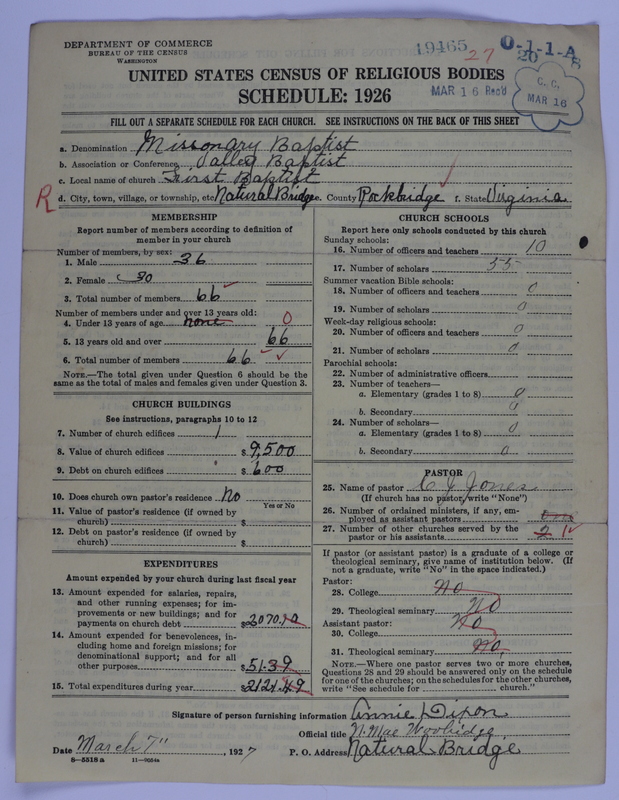 DEPARTMENT OF COMMERCE
BUREAU OF THE CENSUS
WASHINGTON
19465 27
O-1-1-A
20 B
MAR 16 Rec'd
C. C.
MAR 16
UNITED STATES CENSUS OF RELIGIOUS BODIES
SCHEDULE: 1926
FILL OUT A SEPARATE SCHEDULE FOR EACH CHURCH. SEE INSTRUCTIONS ON THE BACK OF THIS SHEET
a. Denomination Missonary Baptist
b. Association or Conference Valley Baptist
c. Local name of church First Baptist
R d. City, town, village, or township, etc Natural Bridge e. County Rockbridge f. State Virginia
MEMBERSHIP
Report number of members according to definition of
member in your church
Number of members, by sex:
1. Male 36
2. Female 30
3. Total number of members 66
Number of members under and over 13 years old:
4. Under 13 years of age none 0
5. 13 years old and over 66
6. Total number of members 66
NOTE.—The total given under Question 6 should be
same as the total of males and females given under Question 3.
CHURCH BUILDINGS
See instructions, paragraphs 10 to 12
7. Number of church edifices 1
8. Value of church edifices $ 9,500
9. Debt on church edifices $ 600
10. Does church own pastor's residence No
Yes or No
11. Value of pastor's residence (if owned by
church) $
12. Debt on pastor's residence (if owned by
church) $
EXPENDITURES
Amount expended by your church during last fiscal year
13. Amount expended for salaries, repairs,
and other running expenses; for im-
provements or new buildings; and for
payments on church debt $ 2070.10
14. Amount expended for benevolences, in-
cluding home and foreign missions; for
denominational support; and for all
other purposes $ 51.39
15. Total expenditures during year $ 2121.49
CHURCH SCHOOLS
Report here only schools conducted by this church
Sunday schools:
16. Number of officers and teachers 10
17. Number of scholars 55
Summer vacation Bible schools:
18. Number of officers and teachers 0
19. Number of scholars 0
Week-day religious schools:
20. Number of officers and teachers 0
21. Number of scholars 0
Parochial schools:
22. Number of administrative officers
23. Number of teachers—
a. Elementary (grades 1 to 8) 0
b. Secondary 0
24. Number of scholars—
a. Elementary (grades 1 to 8) 0
b. Secondary 0
PASTOR
25. Name of pastor C J Jones
(If church has no pastor, write "None")
26. Number of ordained ministers, if any, em-
ployed as assistant pastors
27. Number of other churches served by the
pastor or his assistants 2 1
If pastor (or assistant pastor) is a graduate of a college or
theological seminary, give name of institution below. (If
not a graduate, write "No" in the space indicated.)
Pastor:
28. College No
29. Theological seminary No
Assistant pastor:
30. College No
31. Theological seminary No
NOTE.—Where one pastor serves two or more churches,
Questions 28 and 29 should be answered only on the schedule
for one of the churches; on the schedules for the other churches,
write "See schedule for church."
Signature of person furnishing information Annie Dixon
Official title N. Mae
Date March 7", 1927 P. O. Address Natural Bridge
8—5518 a 11—9054a